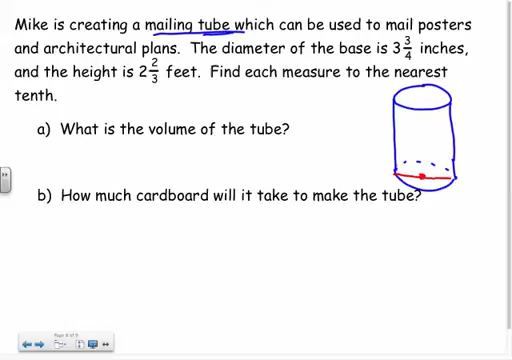 Mike is creating a mailing tube which can be used to mail posters
and architectural plans. The diameter of the base is 3 3/4 inches,
and the height is 2 2/3 feet. Find each measure to the nearest
tenth.
a) What is the volume of the tube?
b) How much cardboard will it take to make the tube?